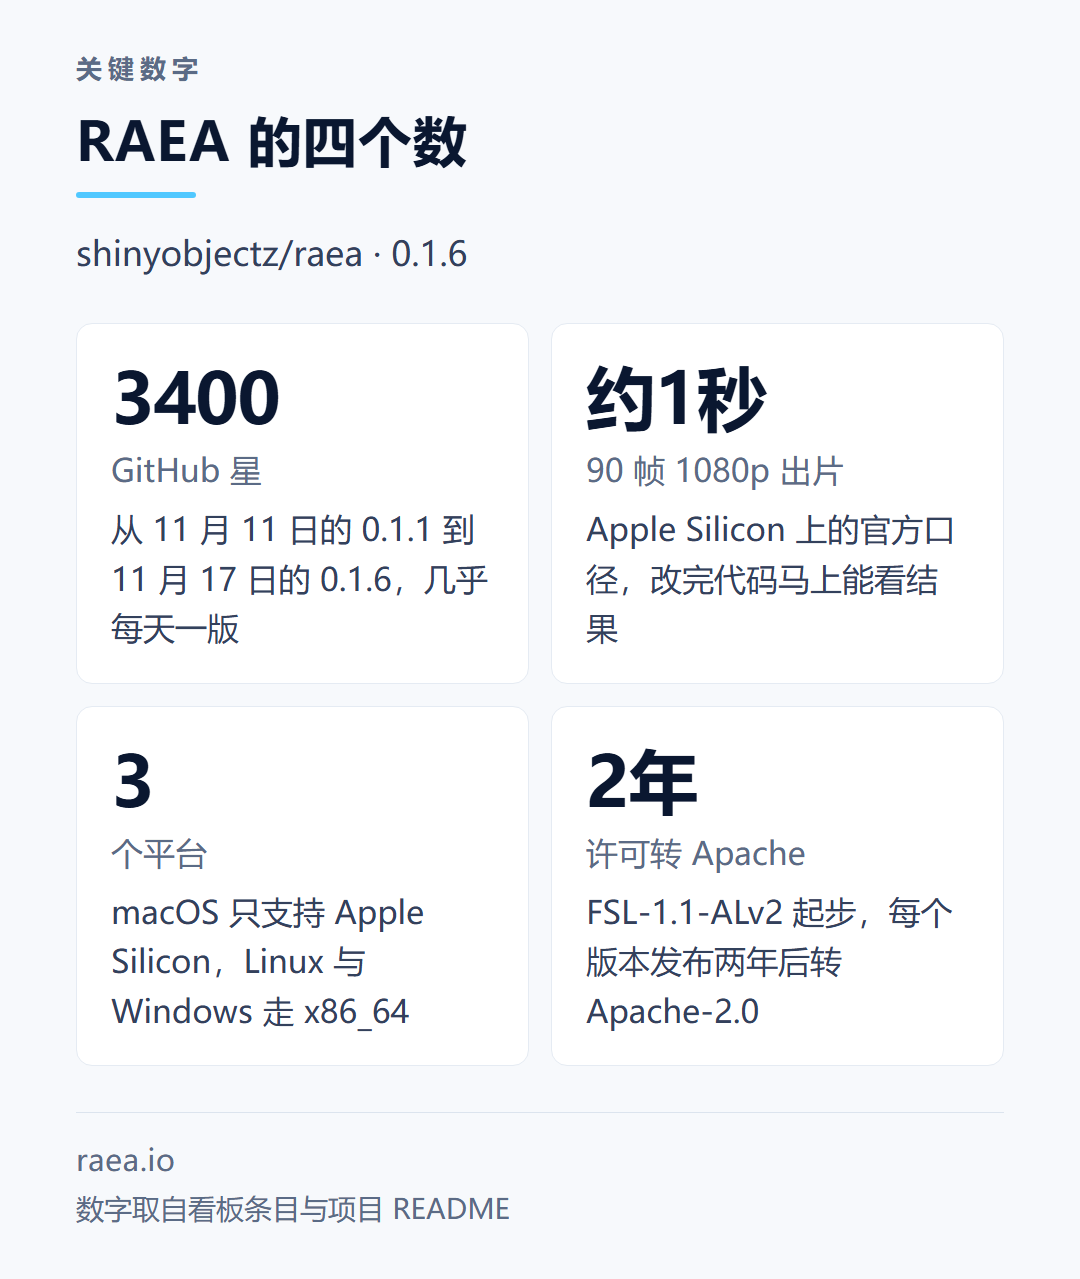 关键数字
RAEA 的四个数
shinyobjectz/raea · 0.1.6
3400
GitHub 星
从 11 月 11 日的 0.1.1 到
11 月 17 日的 0.1.6，几乎
每天一版
约1秒
90 帧 1080p 出片
Apple Silicon 上的官方口
径，改完代码马上能看结
果
3
个平台
macOS 只支持 Apple
Silicon，Linux 与
Windows 走 x86_64
2年
许可转 Apache
FSL-1.1-ALv2 起步，每个
版本发布两年后转
Apache-2.0
raea.io
数字取自看板条目与项目 README